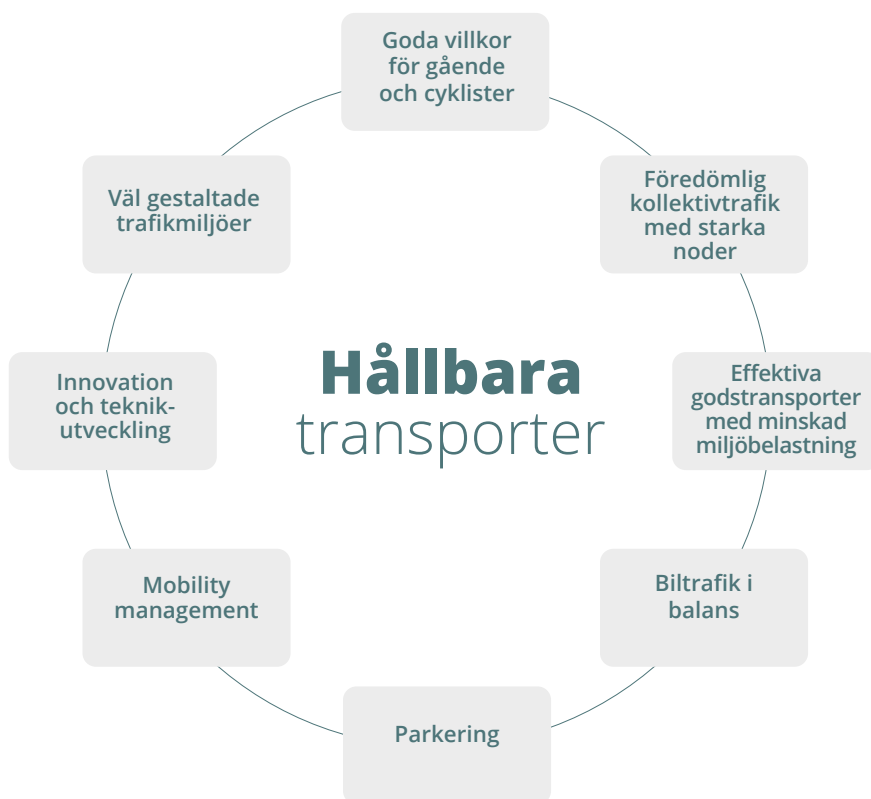 Goda villkor
för gående
och cyklister
Föredömlig
kollektivtrafik
med starka
noder
Effektiva
godstransporter
med minskad
miljöbelastning
Biltrafik i
balans
Parkering
Mobility
management
Innovation
och teknik-
utveckling
Väl gestaltade
trafikmiljöer
Hållbara
transporter